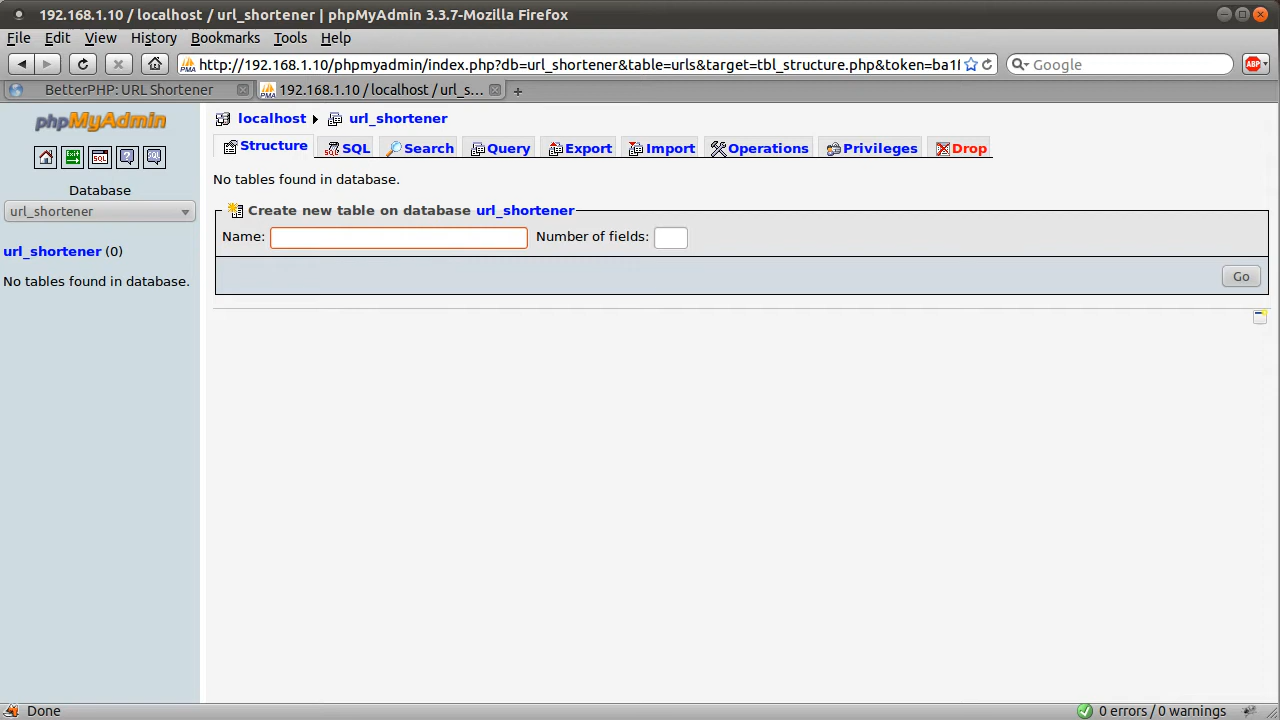 192.168.1.10 / localhost / url_shortener | phpMyAdmin 3.3.7-Mozilla Firefox
File Edit View History Bookmarks Tools Help
http://192.168.1.10/phpmyadmin/index.php?db=url_shortener&table=urls&target=tbl_structure.php&token=ba1f Google ABP
BetterPHP: URL Shortener 192.168.1.10 / localhost / url_s...
phpMyAdmin
localhost url_shortener
Structure SQL Search Query Export Import Operations Privileges Drop
Database
url_shortener
url_shortener (0)
No tables found in database.
No tables found in database.
Create new table on database url_shortener
Name: Number of fields:
Go
Done 0 errors / 0 warnings